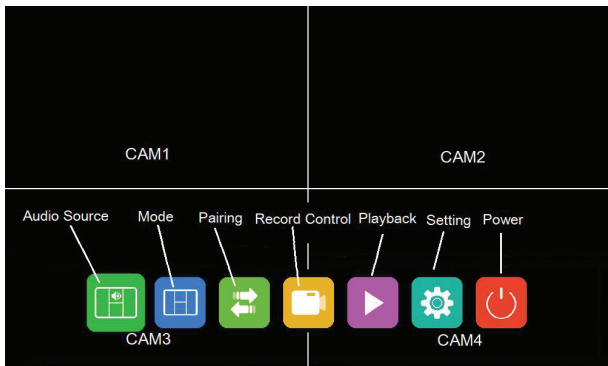 CAM1
CAM2
Audio Source Mode Pairing Record Control Playback Setting Power
CAM3
CAM4